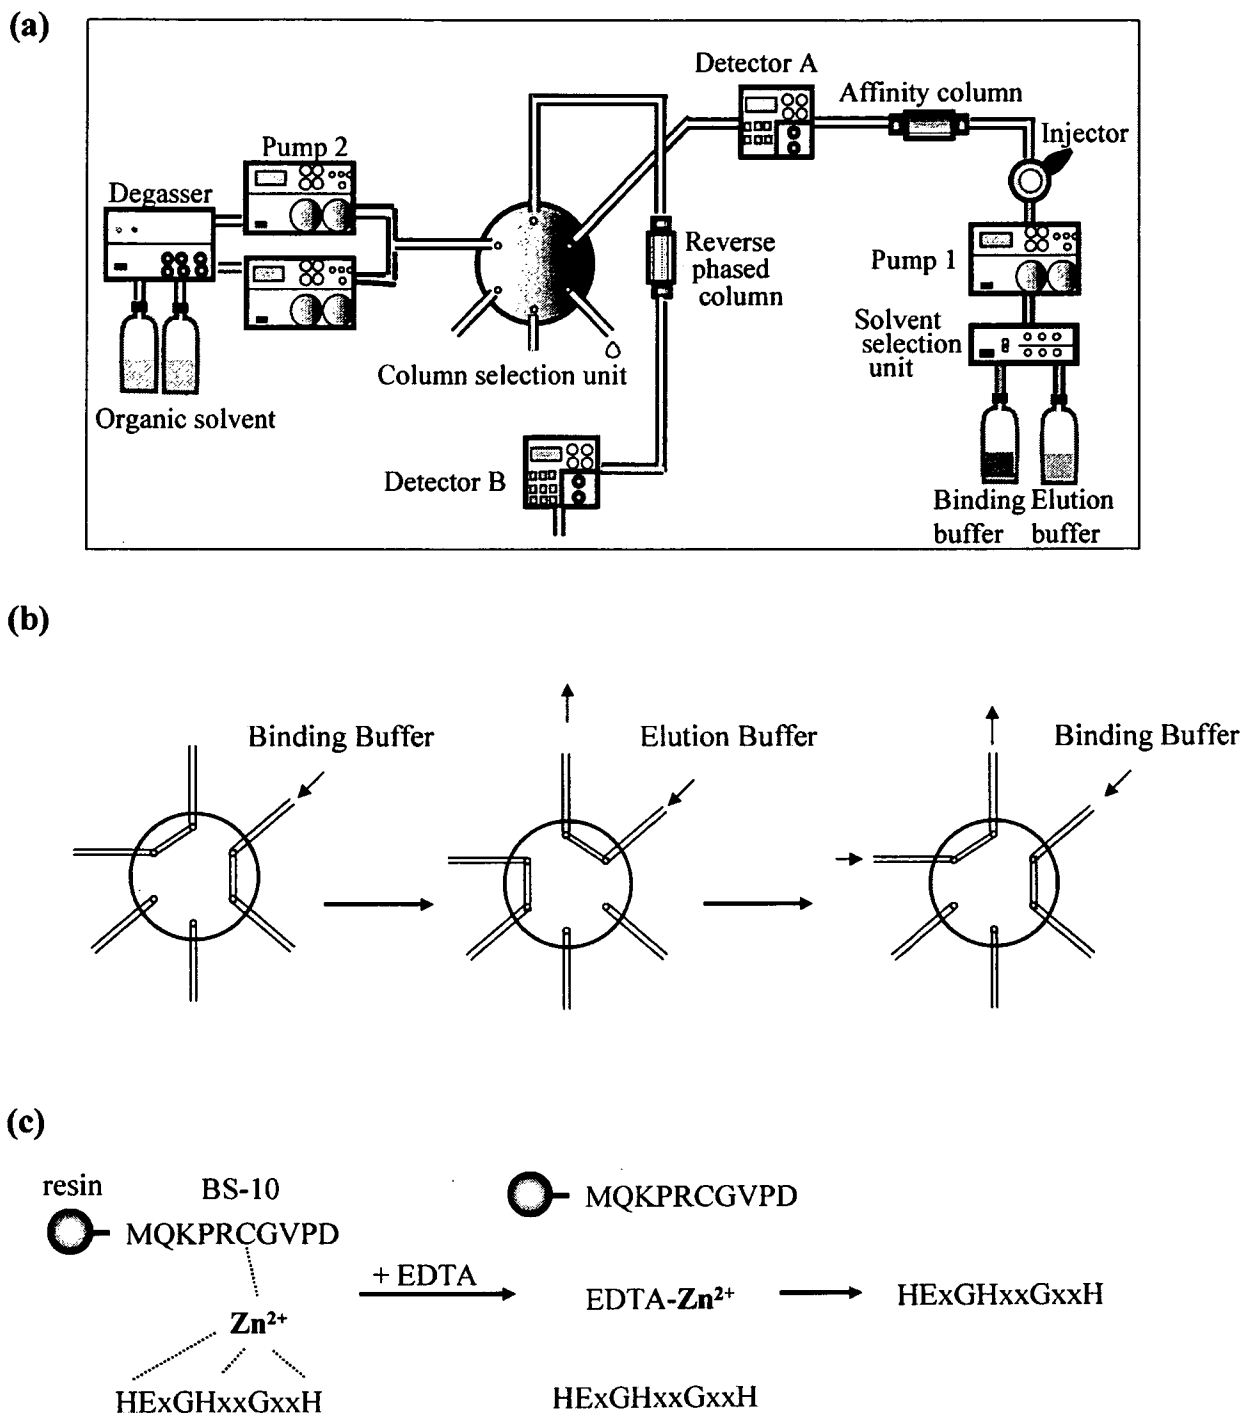 (a)
Detector A
Affinity column
Injector
Pump 2
Degasser
Pump 1
Reverse
phased
column
Solvent
selection
unit
Column selection unit
Organic solvent
Detector B
Binding Elution
buffer buffer
(b)
Binding Buffer
Elution Buffer
Binding Buffer
(c)
resin
BS-10
MQKPRCGVPD
MQKPRCGVPD
+ EDTA
EDTA-Zn²⁺
HExGHxxGxxH
Zn²⁺
HExGHxxGxxH
HExGHxxGxxH